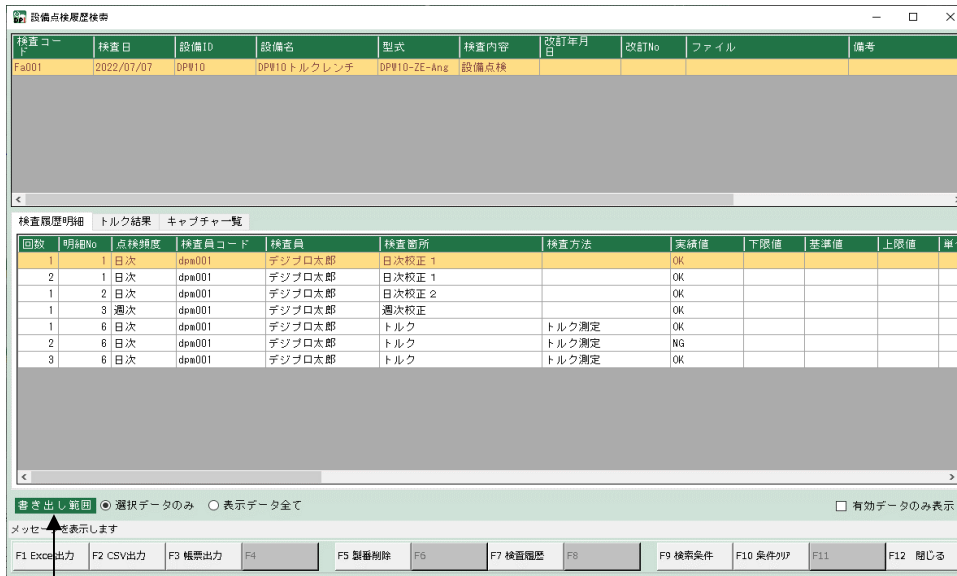 設備点検履歴検索
検査コード 検査日 設備ID 設備名 型式 検査内容 改訂年月日 改訂No ファイル 備考
Fa001 2022/07/07 DPW10 DPW10トルクレンチ DPW10-ZE-Ang 設備点検
検査履歴明細 トルク結果 キャプチャ一覧
回数 明細No 点検頻度 検査員コード 検査員 検査箇所 検査方法 実績値 下限値 基準値 上限値 単
1 1 日次 dpm001 デジプロ太郎 日次校正1 OK
2 1 日次 dpm001 デジプロ太郎 日次校正1 OK
1 2 日次 dpm001 デジプロ太郎 日次校正2 OK
1 3 週次 dpm001 デジプロ太郎 週次校正 OK
1 6 日次 dpm001 デジプロ太郎 トルク トルク測定 OK
2 6 日次 dpm001 デジプロ太郎 トルク トルク測定 NG
3 6 日次 dpm001 デジプロ太郎 トルク トルク測定 OK
書き出し範囲 選択データのみ 表示データ全て 有効データのみ表示
メッセージを表示します
F1 Excel出力 F2 CSV出力 F3 帳票出力 F4 F5 製番削除 F6 F7 検査履歴 F8 F9 検索条件 F10 条件クリア F11 F12 閉じる